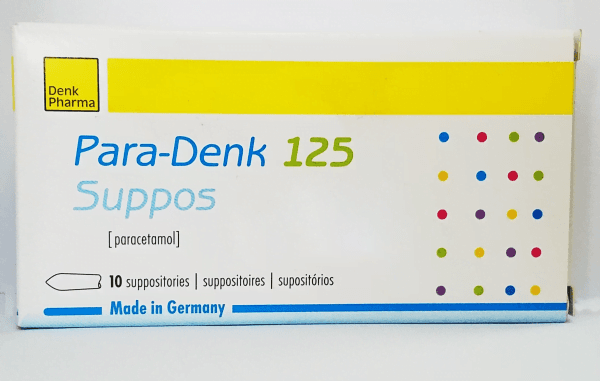 Denk
Pharma
Para-Denk 125
Suppos
[paracetamol]
10 suppositories | suppositoires | supositórios
Made in Germany